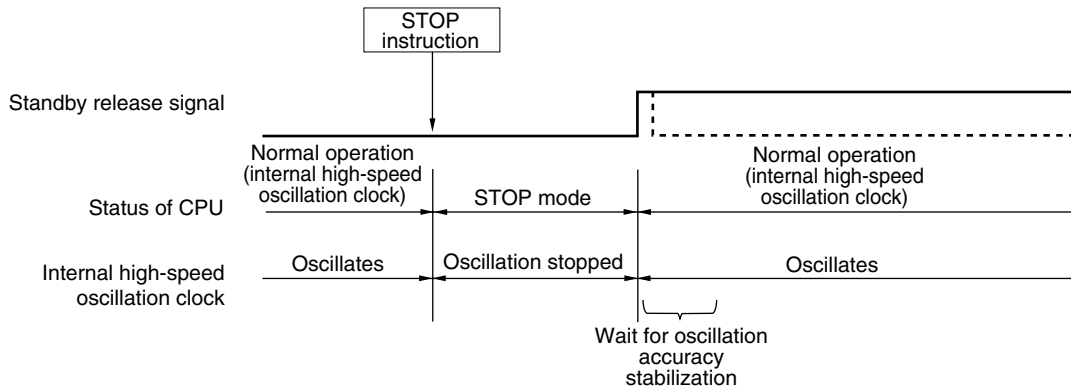 STOP
instruction
Standby release signal
Normal operation
(internal high-speed
oscillation clock)
Normal operation
(internal high-speed
oscillation clock)
Status of CPU
STOP mode
Internal high-speed
oscillation clock
Oscillates
Oscillation stopped
Oscillates
Wait for oscillation
accuracy
stabilization